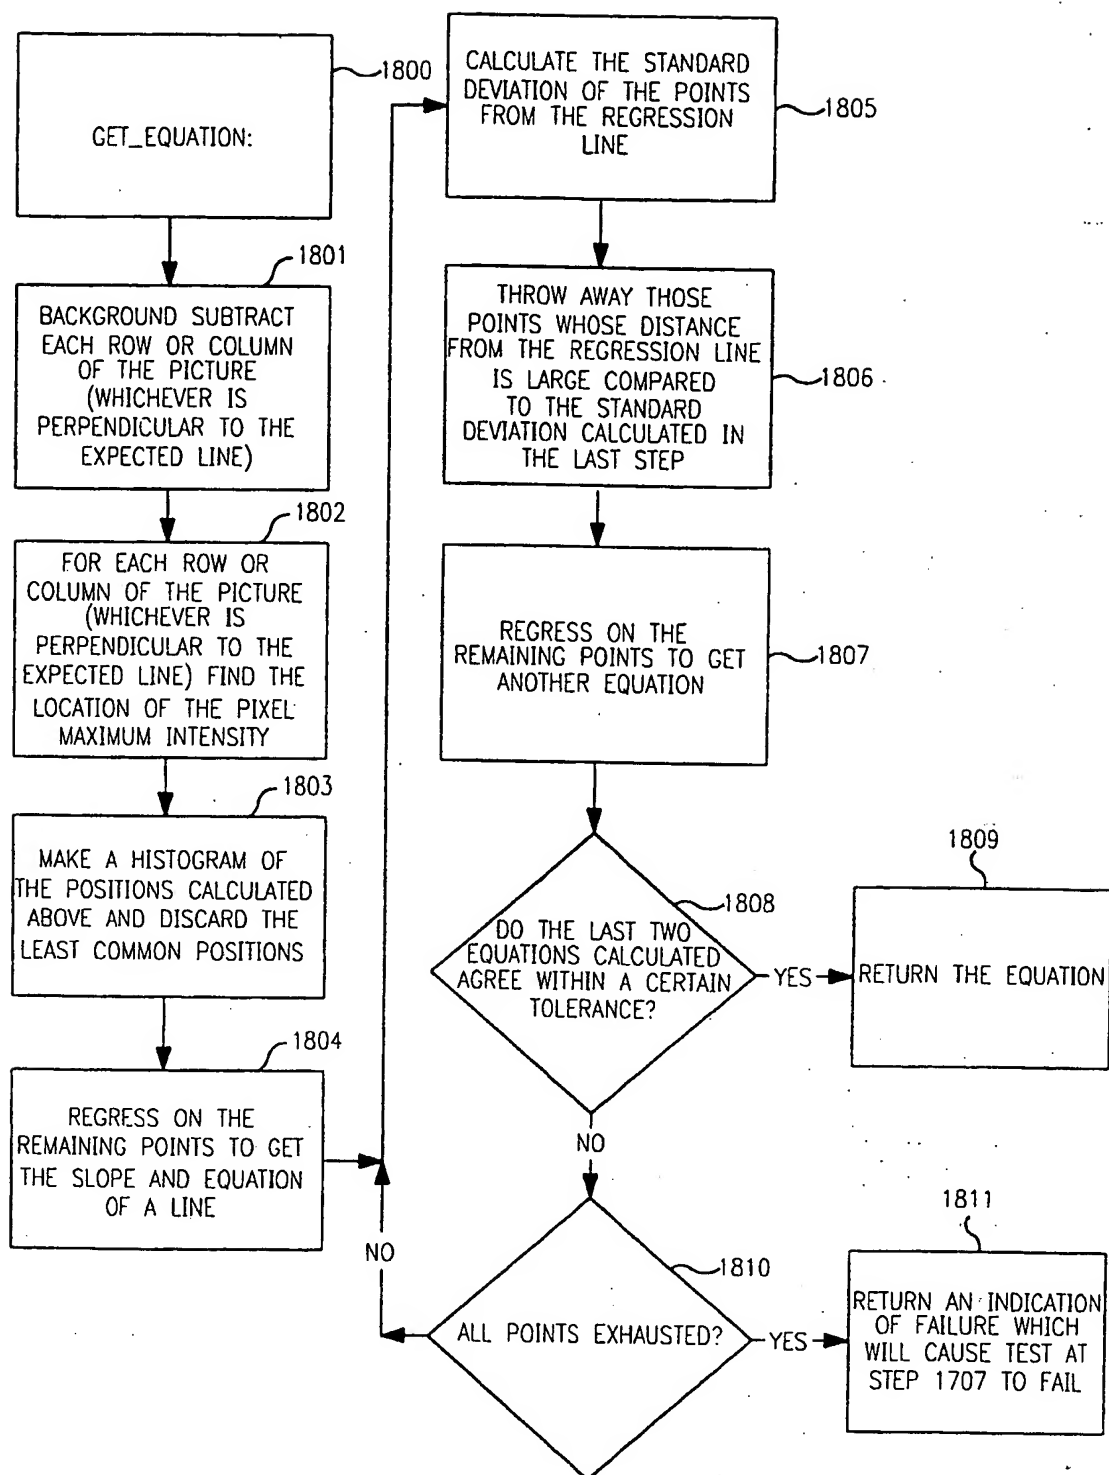 1800
GET_EQUATION:
1801
BACKGROUND SUBTRACT
EACH ROW OR COLUMN
OF THE PICTURE
(WHICHEVER IS
PERPENDICULAR TO THE
EXPECTED LINE)
1802
FOR EACH ROW OR
COLUMN OF THE PICTURE
(WHICHEVER IS
PERPENDICULAR TO THE
EXPECTED LINE) FIND THE
LOCATION OF THE PIXEL
MAXIMUM INTENSITY
1803
MAKE A HISTOGRAM OF
THE POSITIONS CALCULATED
ABOVE AND DISCARD THE
LEAST COMMON POSITIONS
1804
REGRESS ON THE
REMAINING POINTS TO GET
THE SLOPE AND EQUATION
OF A LINE
CALCULATE THE STANDARD
DEVIATION OF THE POINTS
FROM THE REGRESSION
LINE
1805
THROW AWAY THOSE
POINTS WHOSE DISTANCE
FROM THE REGRESSION LINE
IS LARGE COMPARED
TO THE STANDARD
DEVIATION CALCULATED IN
THE LAST STEP
1806
REGRESS ON THE
REMAINING POINTS TO GET
ANOTHER EQUATION
1807
1808
DO THE LAST TWO
EQUATIONS CALCULATED
AGREE WITHIN A CERTAIN
TOLERANCE?
YES
1809
RETURN THE EQUATION
NO
1810
ALL POINTS EXHAUSTED?
NO
YES
1811
RETURN AN INDICATION
OF FAILURE WHICH
WILL CAUSE TEST AT
STEP 1707 TO FAIL